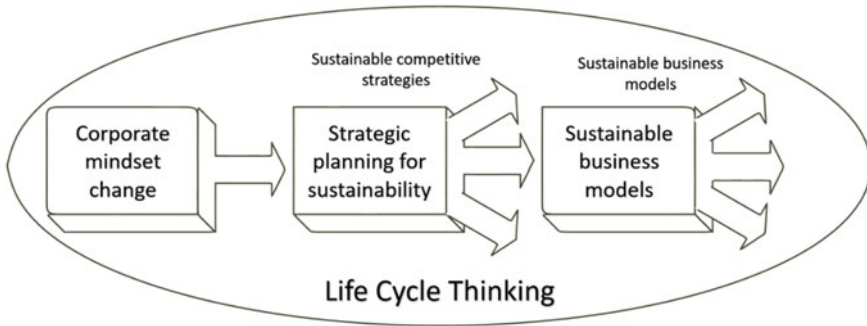 Sustainable competitive
strategies
Sustainable business
models
Corporate
mindset
change
Strategic
planning for
sustainability
Sustainable
business
models
Life Cycle Thinking